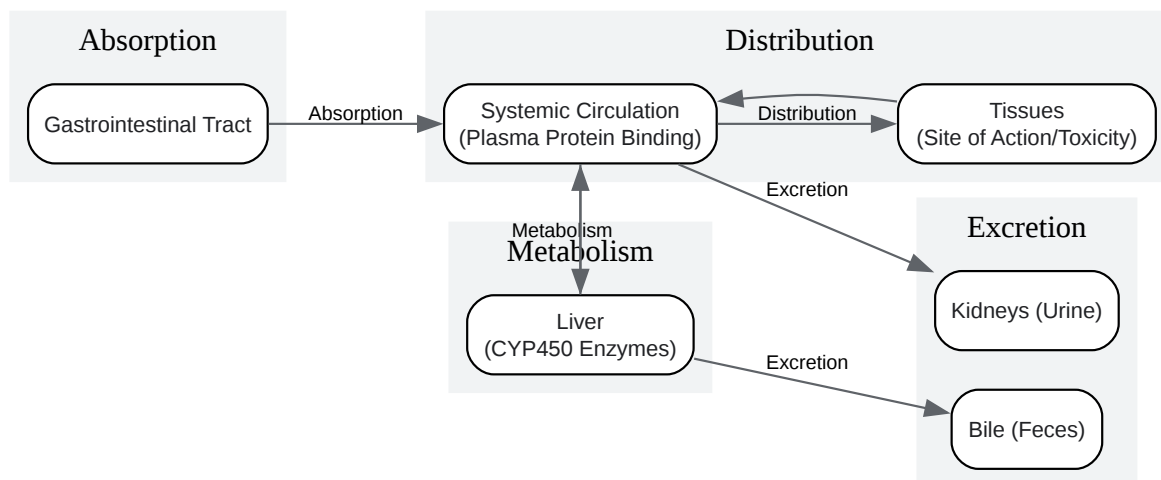 Absorption
Gastrointestinal Tract
Absorption
Distribution
Systemic Circulation
(Plasma Protein Binding)
Distribution
Tissues
(Site of Action/Toxicity)
Excretion
Metabolism
Metabolism
Liver
(CYP450 Enzymes)
Excretion
Excretion
Kidneys (Urine)
Bile (Feces)